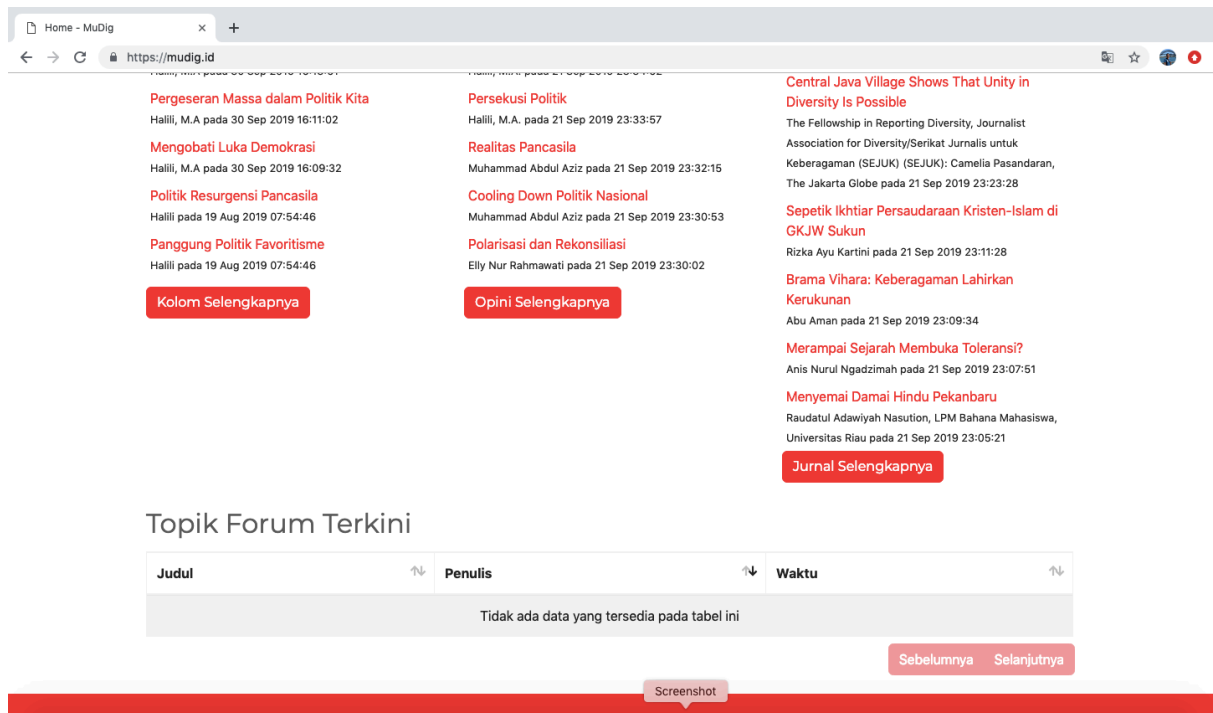 Home - MuDig
https://mudig.id
Pergeseran Massa dalam Politik Kita
Halili, M.A pada 30 Sep 2019 16:11:02
Mengobati Luka Demokrasi
Halili, M.A pada 30 Sep 2019 16:09:32
Politik Resurgensi Pancasila
Halili pada 19 Aug 2019 07:54:46
Panggung Politik Favoritisme
Halili pada 19 Aug 2019 07:54:46
Kolom Selengkapnya
Persekusi Politik
Halili, M.A. pada 21 Sep 2019 23:33:57
Realitas Pancasila
Muhammad Abdul Aziz pada 21 Sep 2019 23:32:15
Cooling Down Politik Nasional
Muhammad Abdul Aziz pada 21 Sep 2019 23:30:53
Polarisasi dan Rekonsiliasi
Elly Nur Rahmawati pada 21 Sep 2019 23:30:02
Opini Selengkapnya
Central Java Village Shows That Unity in
Diversity Is Possible
The Fellowship in Reporting Diversity, Journalist
Association for Diversity/Serikat Jurnalis untuk
Keberagaman (SEJUK) (SEJUK): Camelia Pasandaran,
The Jakarta Globe pada 21 Sep 2019 23:23:28
Sepetik Ikhtiar Persaudaraan Kristen-Islam di
GKJW Sukun
Rizka Ayu Kartini pada 21 Sep 2019 23:11:28
Brama Vihara: Keberagaman Lahirkan
Kerukunan
Abu Aman pada 21 Sep 2019 23:09:34
Merampai Sejarah Membuka Toleransi?
Anis Nurul Ngadzimah pada 21 Sep 2019 23:07:51
Menyemai Damai Hindu Pekanbaru
Raudatul Adawiyah Nasution, LPM Bahana Mahasiswa,
Universitas Riau pada 21 Sep 2019 23:05:21
Jurnal Selengkapnya
Topik Forum Terkini
Judul Penulis Waktu
Tidak ada data yang tersedia pada tabel ini
Sebelumnya Selanjutnya
Screenshot